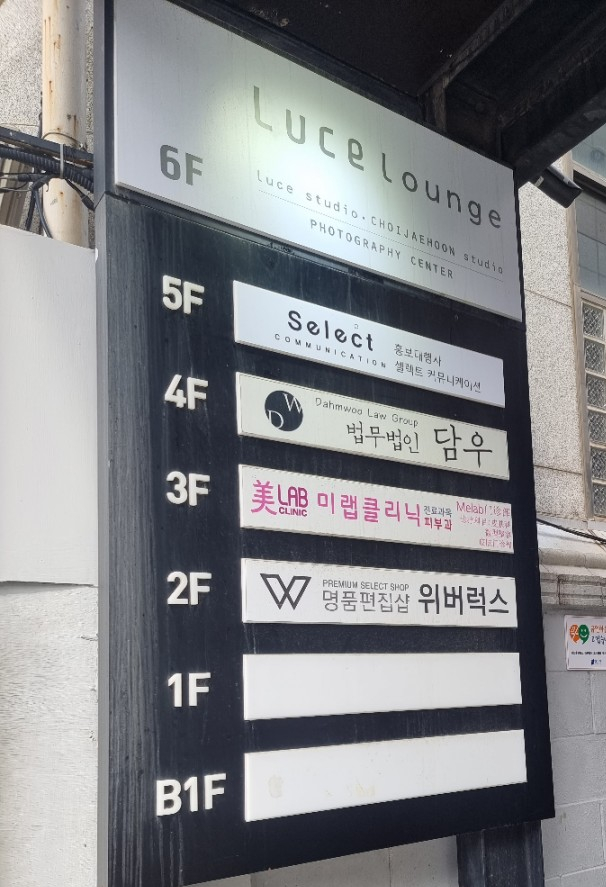 Luce Lounge
6F
luce studio. CHOIJAEHOON studio
PHOTOGRAPHY CENTER
5F
Select
COMMUNICATION
홍보대행사
셀렉트 커뮤니케이션
4F
DW
Dahmwoo Law Group
법무법인 담우
3F
美LAB
CLINIC
미랩클리닉
진료과목
피부과
Melab
2F
W
PREMIUM SELECT SHOP
명품편집샵 위버럭스
1F
B1F